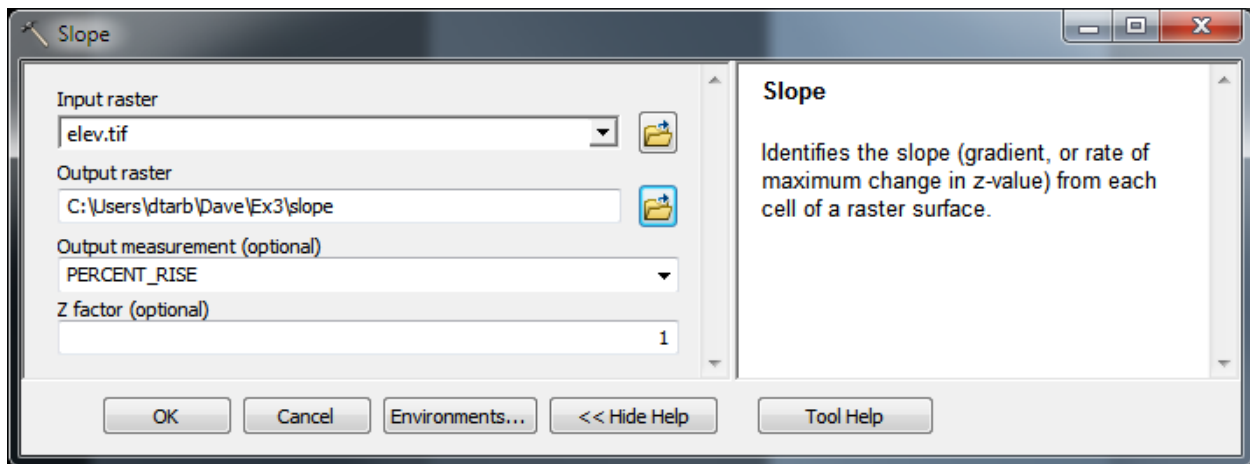 Slope
Input raster
elev.tif
Output raster
C:\Users\dtarb\Dave\Ex3\slope
Output measurement (optional)
PERCENT_RISE
Z factor (optional)
1
Slope
Identifies the slope (gradient, or rate of
maximum change in z-value) from each
cell of a raster surface.
OK Cancel Environments... << Hide Help Tool Help